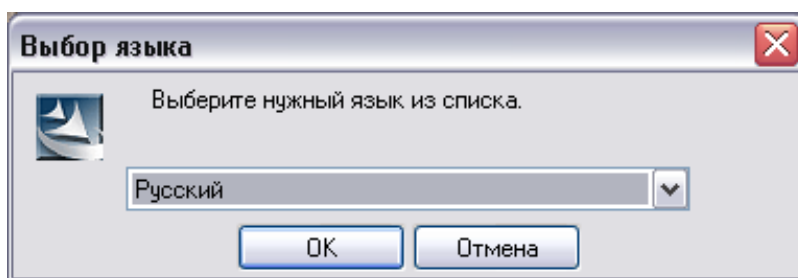 Выбор языка
Выберите нужный язык из списка.
Русский
OK Отмена